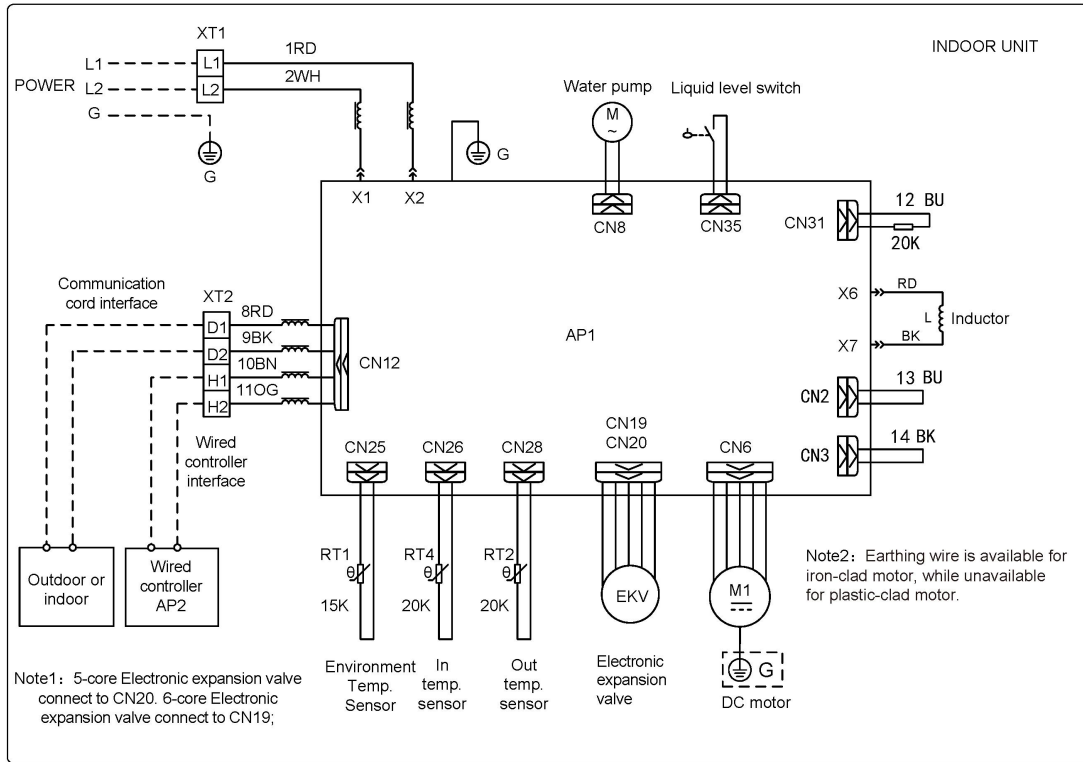 INDOOR UNIT
XT1
POWER
L1
L1
1RD
L2
L2
2WH
G
G
G
X1
X2
Water pump
M
~
CN8
Liquid level switch
CN35
CN31
12 BU
20K
X6
RD
L
Inductor
X7
BK
AP1
CN2
13 BU
CN3
14 BK
Communication
cord interface
XT2
D1
8RD
D2
9BK
H1
10BN
H2
11OG
CN12
Wired
controller
interface
Outdoor or
indoor
Wired
controller
AP2
CN25
CN26
CN28
CN19
CN20
CN6
RT1
θ
15K
RT4
θ
20K
RT2
θ
20K
EKV
M1
G
Environment
Temp.
Sensor
In
temp.
sensor
Out
temp.
sensor
Electronic
expansion
valve
DC motor
Note2: Earthing wire is available for
iron-clad motor, while unavailable
for plastic-clad motor.
Note1: 5-core Electronic expansion valve
connect to CN20. 6-core Electronic
expansion valve connect to CN19;